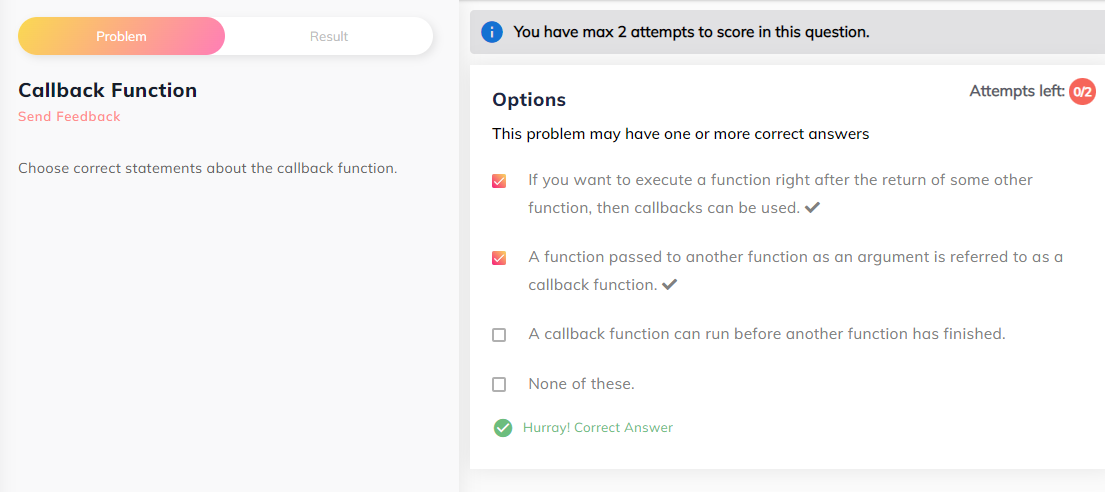 Problem
Result
Callback Function
Send Feedback
Choose correct statements about the callback function.
You have max 2 attempts to score in this question.
Options
Attempts left: 0/2
This problem may have one or more correct answers
If you want to execute a function right after the return of some other
function, then callbacks can be used.
A function passed to another function as an argument is referred to as a
callback function.
A callback function can run before another function has finished.
None of these.
Hurray! Correct Answer